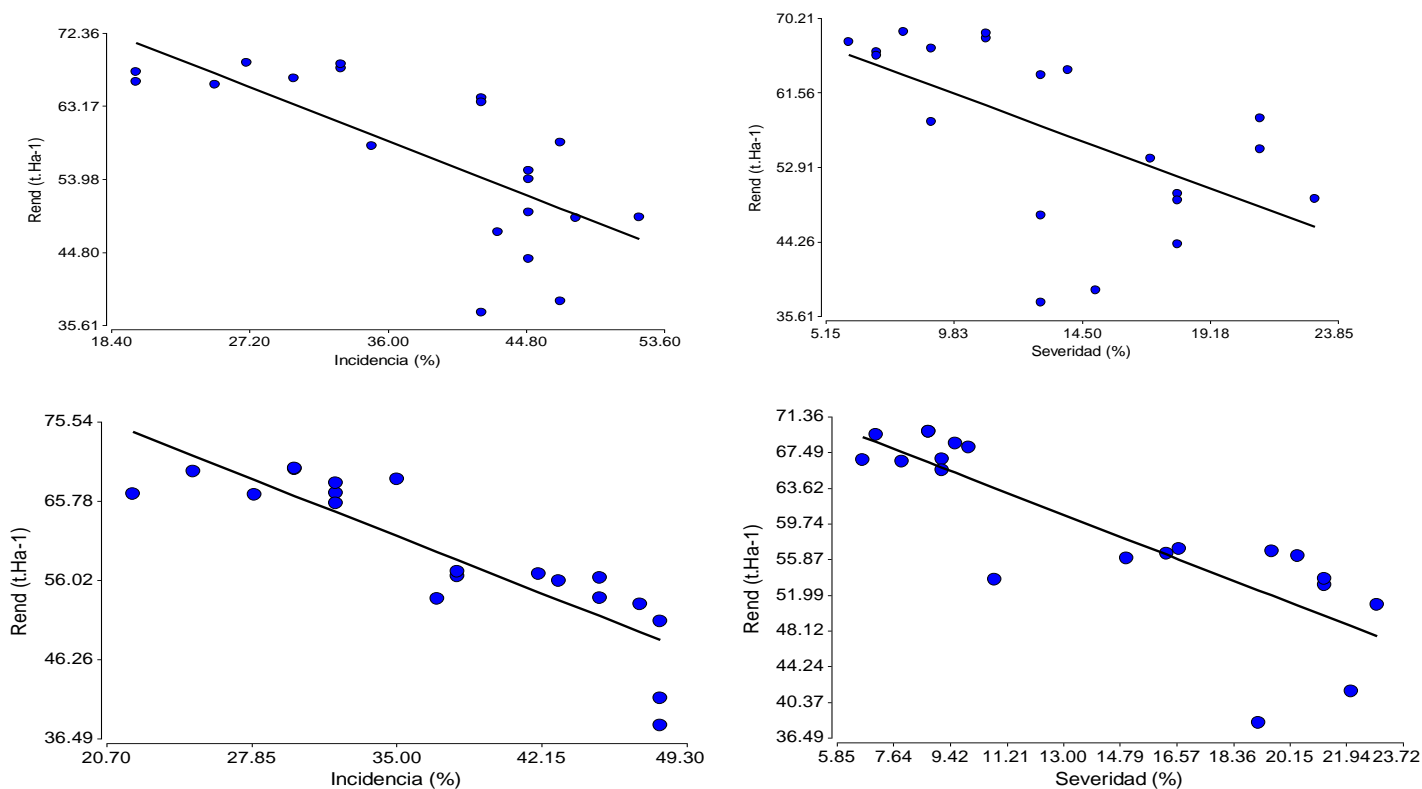 72.36
63.17
53.98
44.80
35.61
Rend (t.Ha-1)
18.40 27.20 36.00 44.80 53.60
Incidencia (%)
70.21
61.56
52.91
44.26
35.61
Rend (t.Ha-1)
5.15 9.83 14.50 19.18 23.85
Severidad (%)
75.54
65.78
56.02
46.26
36.49
Rend (t.Ha-1)
20.70 27.85 35.00 42.15 49.30
Incidencia (%)
71.36
67.49
63.62
59.74
55.87
51.99
48.12
44.24
40.37
36.49
Rend (t.Ha-1)
5.85 7.64 9.42 11.21 13.00 14.79 16.57 18.36 20.15 21.94 23.72
Severidad (%)